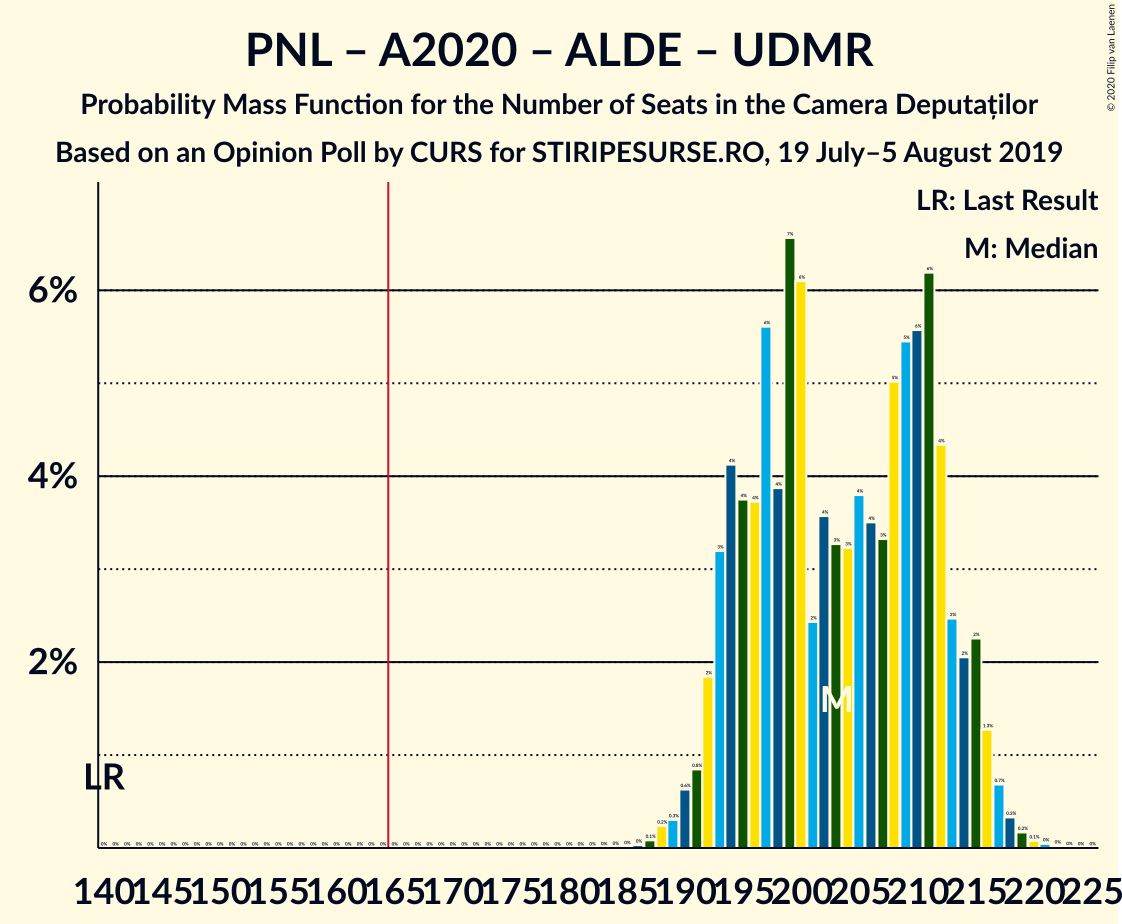 PNL – A2020 – ALDE – UDMR
Probability Mass Function for the Number of Seats in the Camera Deputaților
Based on an Opinion Poll by CURS for STIRIPESURSE.RO, 19 July–5 August 2019
© 2020 Filip van Laenen
LR: Last Result
M: Median
6%
4%
2%
LR
M
140 145 150 155 160 165 170 175 180 185 190 195 200 205 210 215 220 225